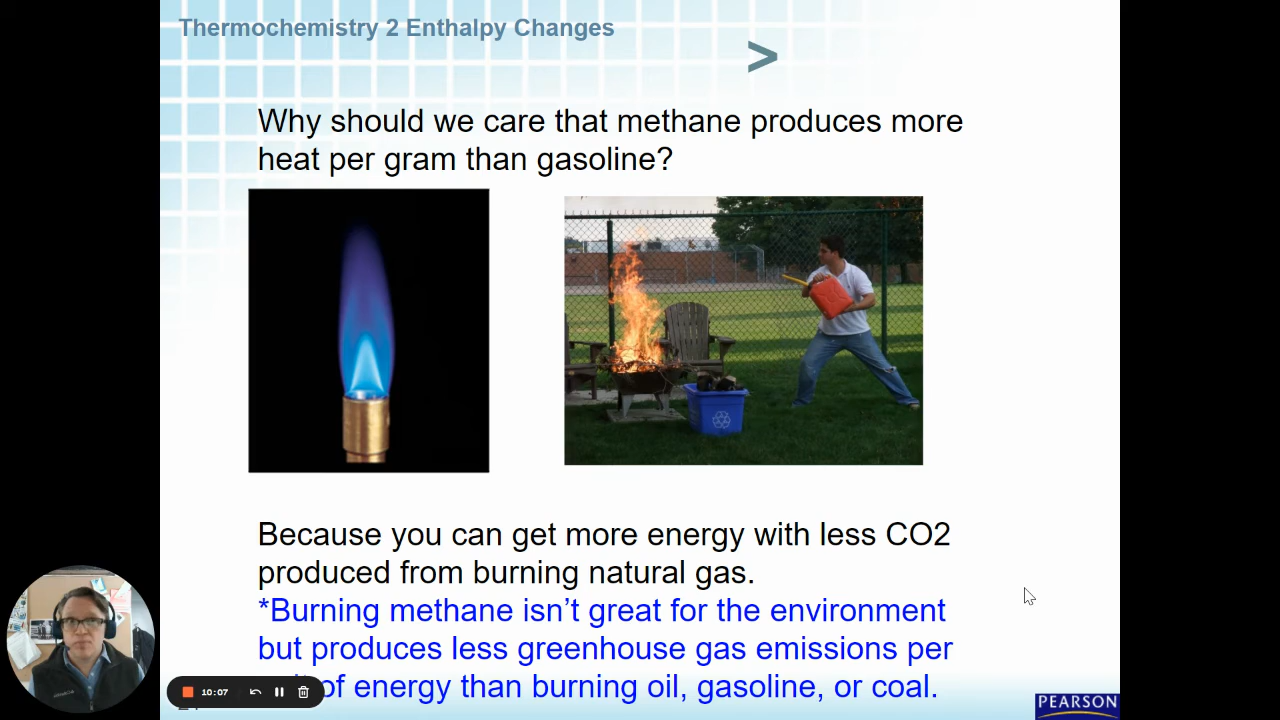 Thermochemistry 2 Enthalpy Changes
>
Why should we care that methane produces more
heat per gram than gasoline?
Because you can get more energy with less CO2
produced from burning natural gas.
*Burning methane isn’t great for the environment
but produces less greenhouse gas emissions per
of energy than burning oil, gasoline, or coal.
10:07
PEARSON